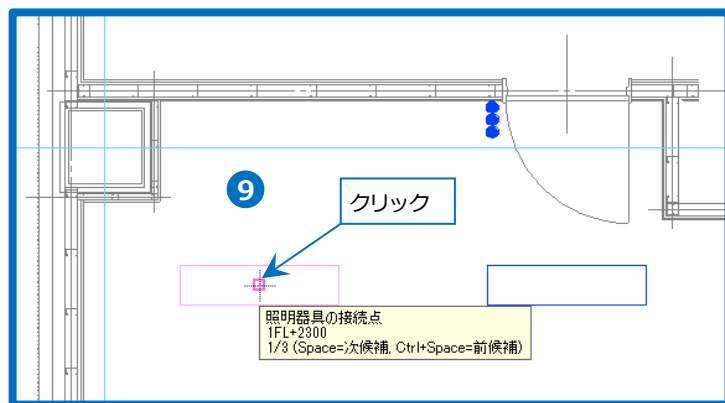 9
クリック
照明器具の接続点
1FL+2300
1/3 (Space=次候補, Ctrl+Space=前候補)